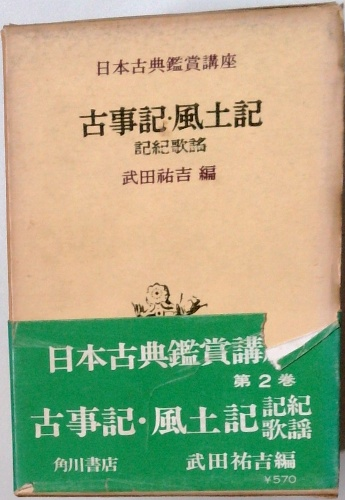 日本古典鑑賞講座
古事記・風土記
記紀歌謠
武田祐吉 編
日本古典鑑賞講
第2巻
古事記・風土記 記紀歌謡
角川書店 武田祐吉編
¥570